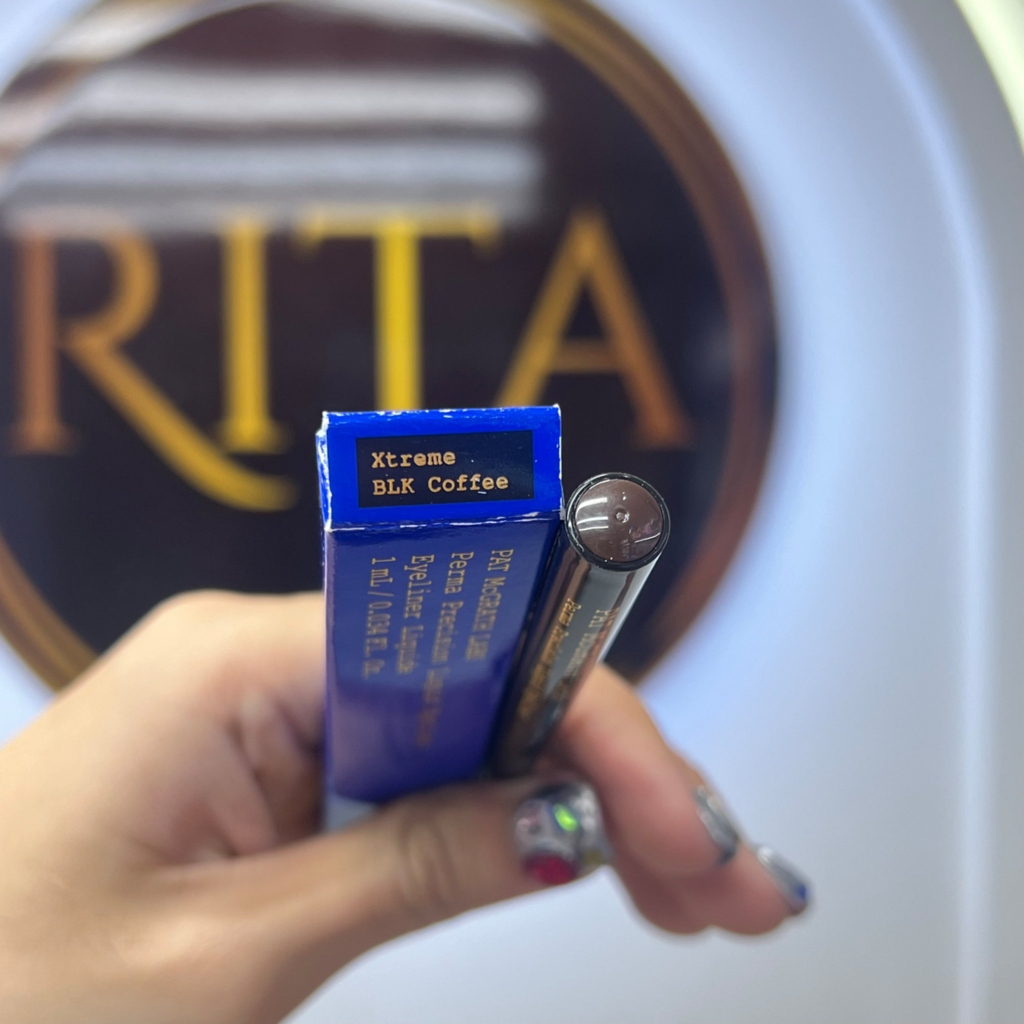 RITA
Xtreme
BLK Coffee
PAT McGRATH LABS
Perma Precision
Eyeliner Liquide
1 mL / 0.034 FL. Oz.